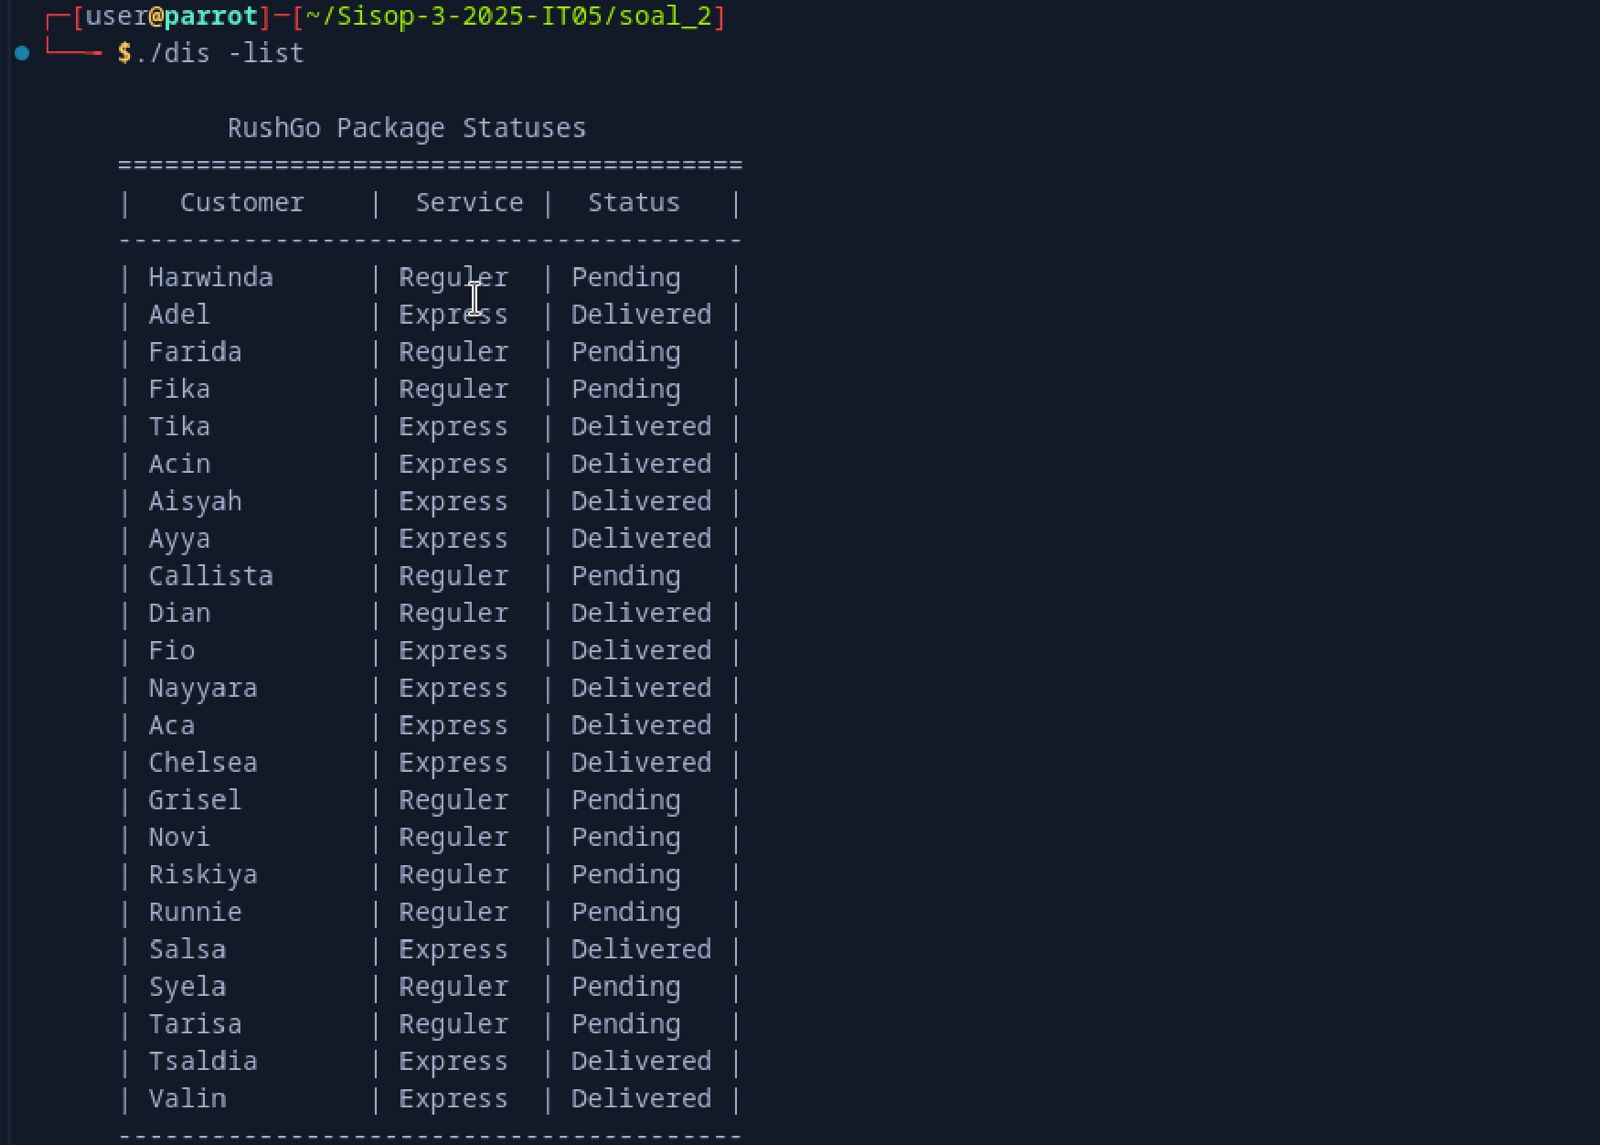 ┌─[user@parrot]─[~/Sisop-3-2025-IT05/soal_2]
└──╼ $./dis -list
RushGo Package Statuses
========================================
|   Customer    |  Service |  Status   |
----------------------------------------
| Harwinda      | Reguler  | Pending   |
| Adel          | Express  | Delivered |
| Farida        | Reguler  | Pending   |
| Fika          | Reguler  | Pending   |
| Tika          | Express  | Delivered |
| Acin          | Express  | Delivered |
| Aisyah        | Express  | Delivered |
| Ayya          | Express  | Delivered |
| Callista      | Reguler  | Pending   |
| Dian          | Reguler  | Delivered |
| Fio           | Express  | Delivered |
| Nayyara       | Express  | Delivered |
| Aca           | Express  | Delivered |
| Chelsea       | Express  | Delivered |
| Grisel        | Reguler  | Pending   |
| Novi          | Reguler  | Pending   |
| Riskiya       | Reguler  | Pending   |
| Runnie        | Reguler  | Pending   |
| Salsa         | Express  | Delivered |
| Syela         | Reguler  | Pending   |
| Tarisa        | Reguler  | Pending   |
| Tsaldia       | Express  | Delivered |
| Valin         | Express  | Delivered |
----------------------------------------